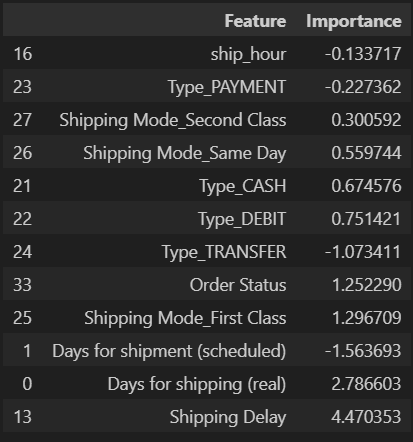 Feature Importance
16 ship_hour -0.133717
23 Type_PAYMENT -0.227362
27 Shipping Mode_Second Class 0.300592
26 Shipping Mode_Same Day 0.559744
21 Type_CASH 0.674576
22 Type_DEBIT 0.751421
24 Type_TRANSFER -1.073411
33 Order Status 1.252290
25 Shipping Mode_First Class 1.296709
1 Days for shipment (scheduled) -1.563693
0 Days for shipping (real) 2.786603
13 Shipping Delay 4.470353